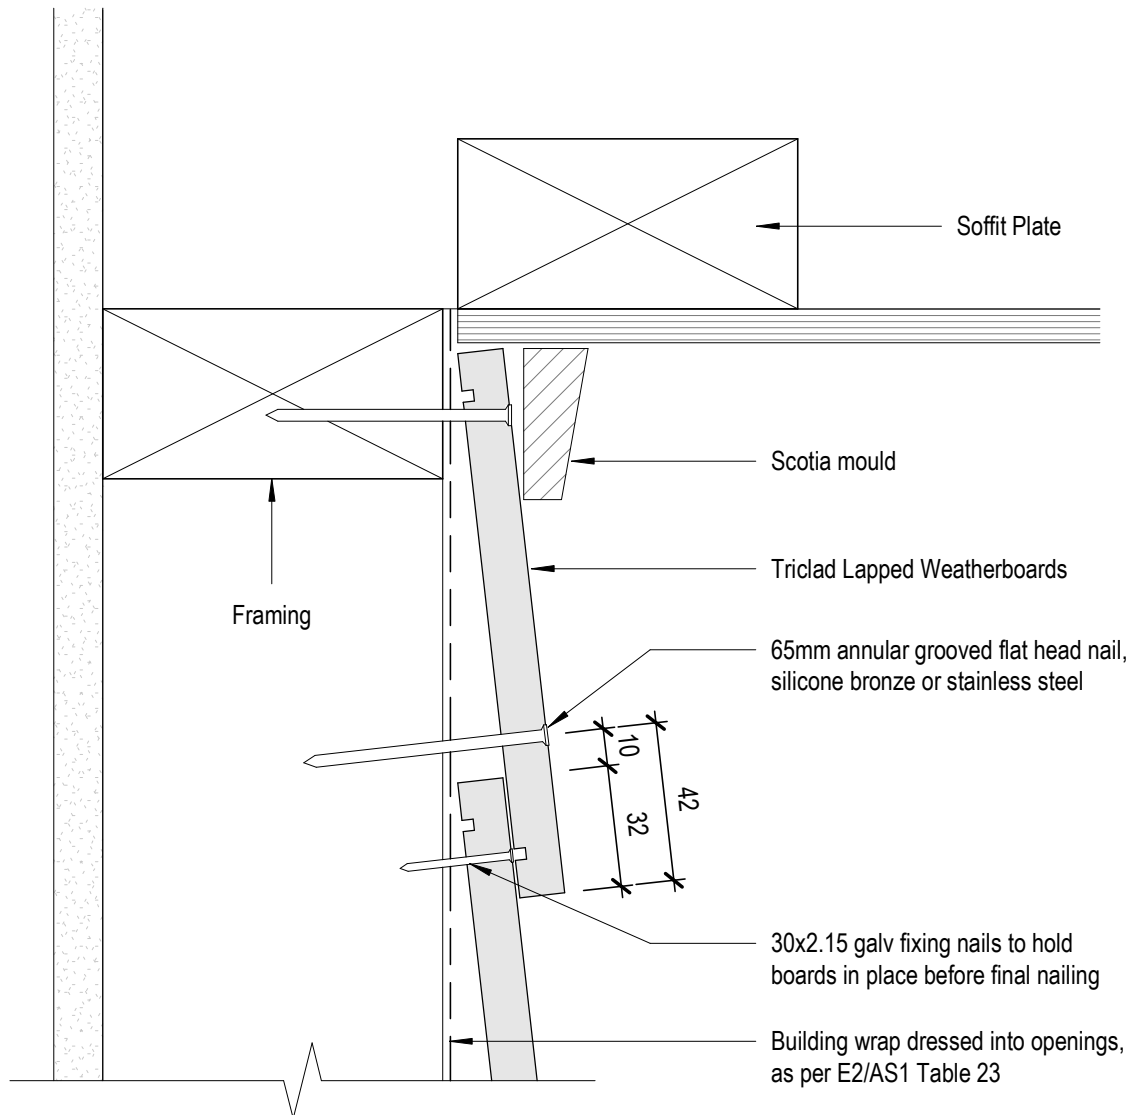 Soffit Plate
Scotia mould
Triclad Lapped Weatherboards
Framing
65mm annular grooved flat head nail,
silicone bronze or stainless steel
10
42
32
30x2.15 galv fixing nails to hold
boards in place before final nailing
Building wrap dressed into openings,
as per E2/AS1 Table 23